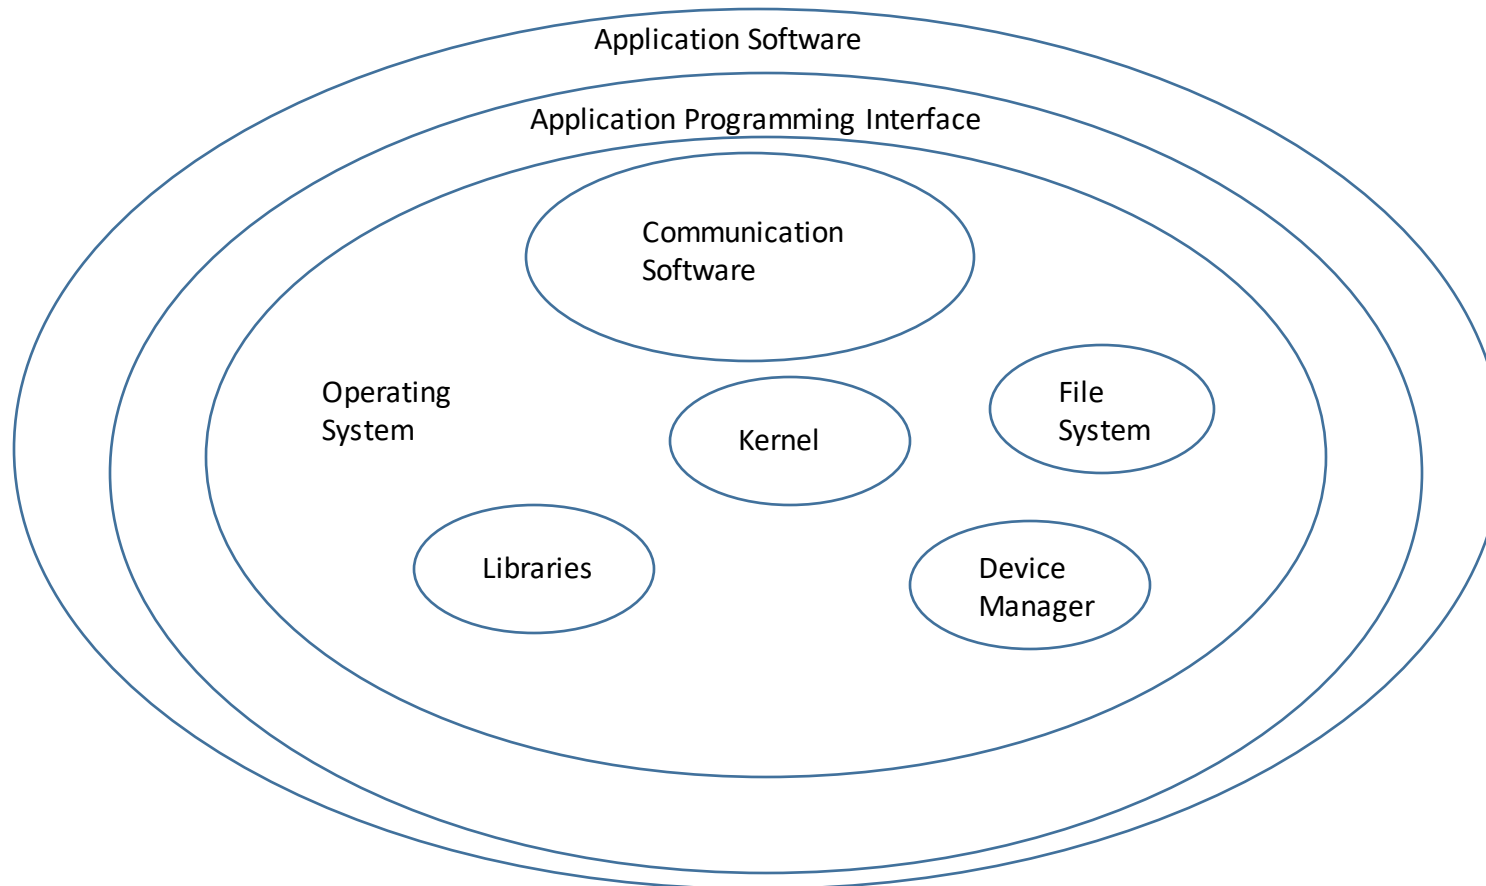 Application Software
Application Programming Interface
Communication
Software
Operating
System
Kernel
File
System
Libraries
Device
Manager